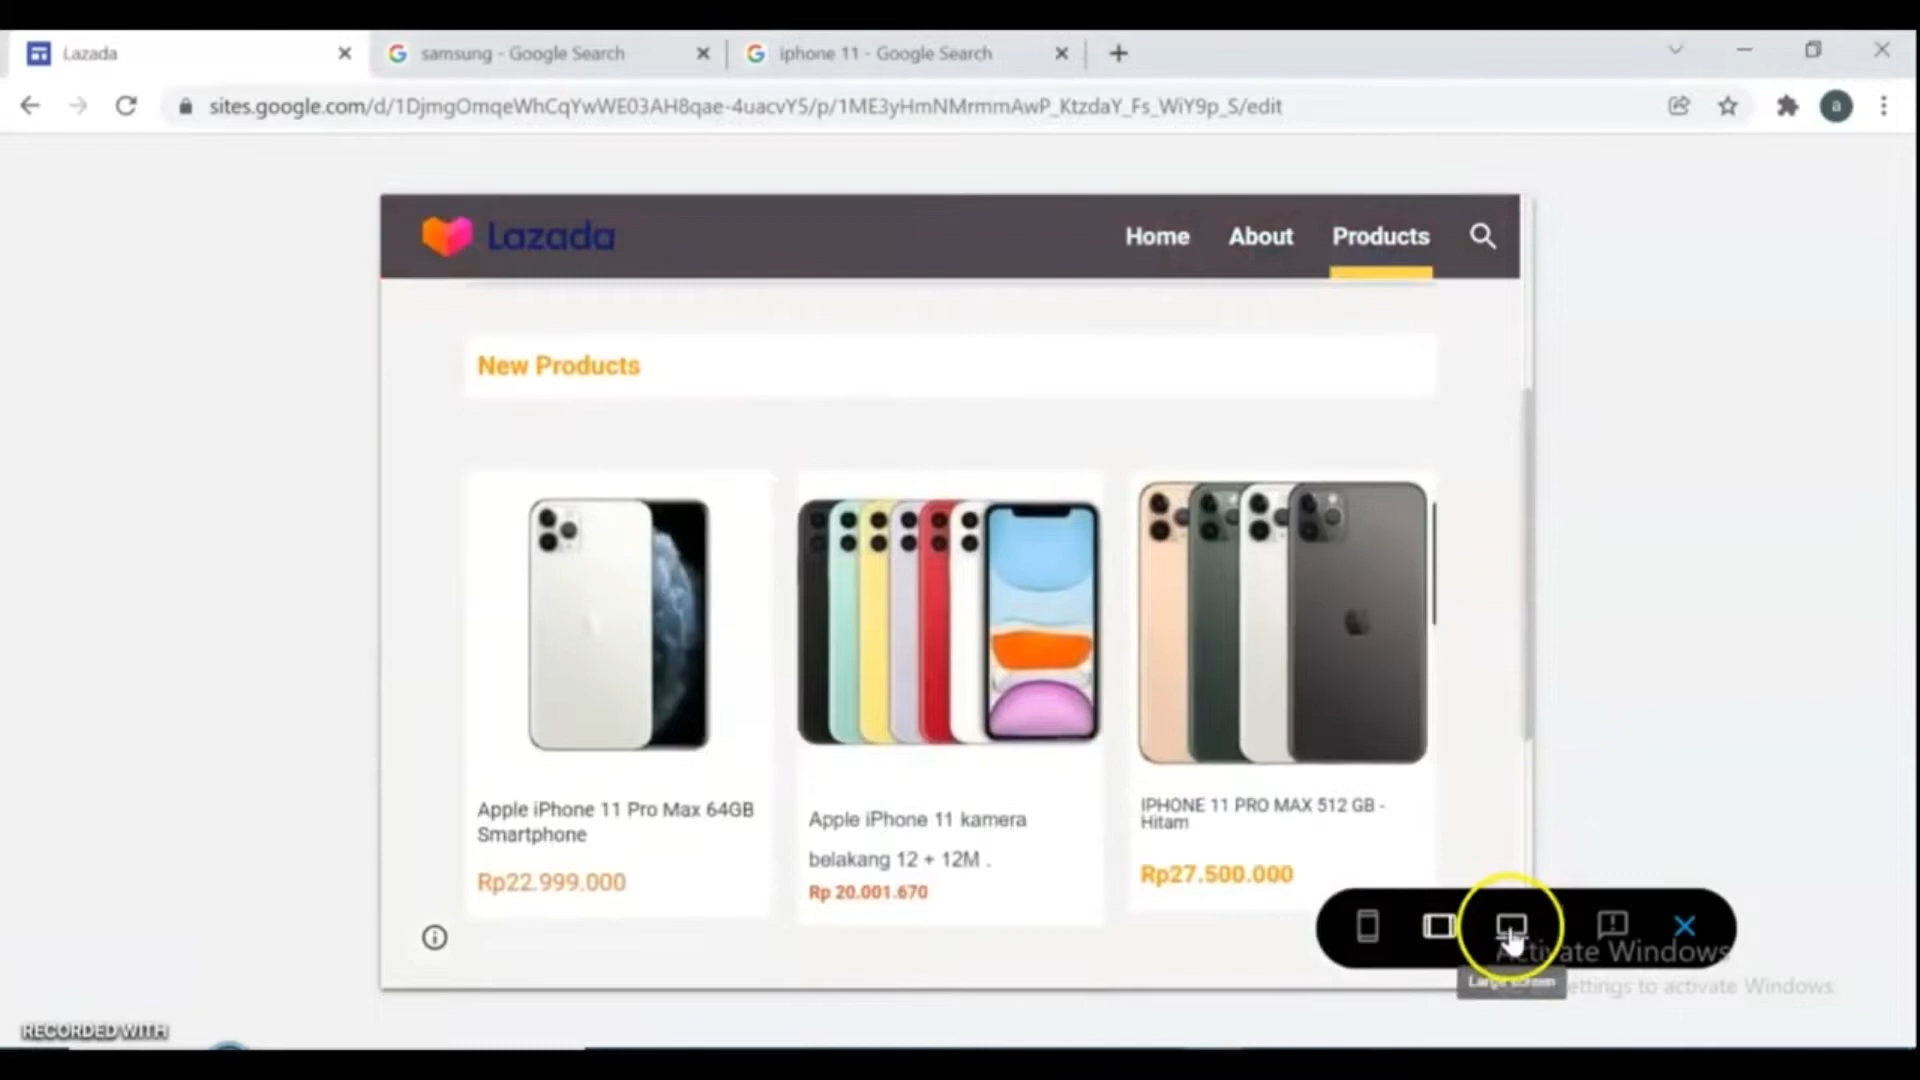 Lazada
samsung - Google Search
iphone 11 - Google Search
sites.google.com/d/1DjmgOmqeWhCqYwWE03AH8qae-4uacvY5/p/1ME3yHmNMrmmAwP_KtzdaY_Fs_WiY9p_S/edit
a
Lazada
Home
About
Products
New Products
Apple iPhone 11 Pro Max 64GB
Smartphone
Rp22.999.000
Apple iPhone 11 kamera
belakang 12 + 12M .
Rp 20.001.670
IPHONE 11 PRO MAX 512 GB -
Hitam
Rp27.500.000
Activate Windows
Large screen
ettings to activate Windows.
RECORDED WITH